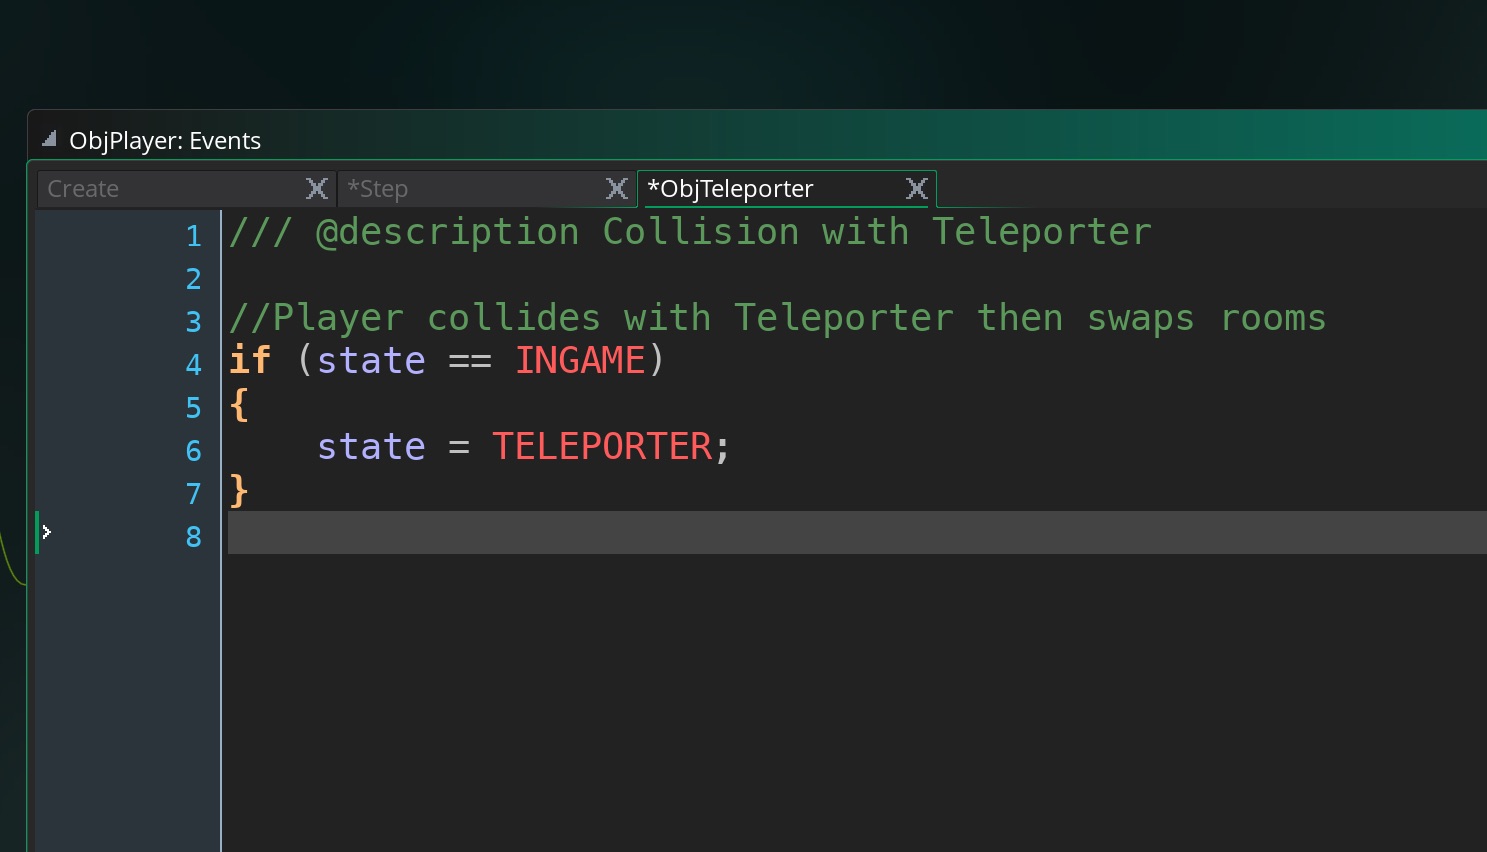 ObjPlayer: Events
Create *Step *ObjTeleporter
1 /// @description Collision with Teleporter
2
3 //Player collides with Teleporter then swaps rooms
4 if (state == INGAME)
5 {
6 state = TELEPORTER;
7 }
8